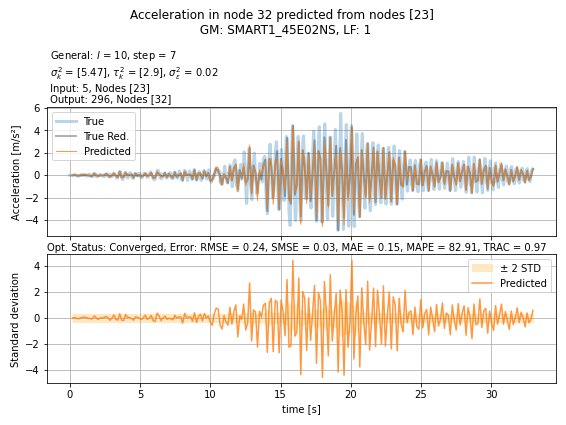 Acceleration in node 32 predicted from nodes [23]
GM: SMART1_45E02NS, LF: 1
General: l = 10, step = 7
σ²ₖ = [5.47], τ²ₖ = [2.9], σ²ε = 0.02
Input: 5, Nodes [23]
Output: 296, Nodes [32]
Acceleration [m/s²]
6
4
2
0
−2
−4
True
True Red.
Predicted
Opt. Status: Converged, Error: RMSE = 0.24, SMSE = 0.03, MAE = 0.15, MAPE = 82.91, TRAC = 0.97
Standard deviation
4
2
0
−2
−4
± 2 STD
Predicted
0 5 10 15 20 25 30
time [s]